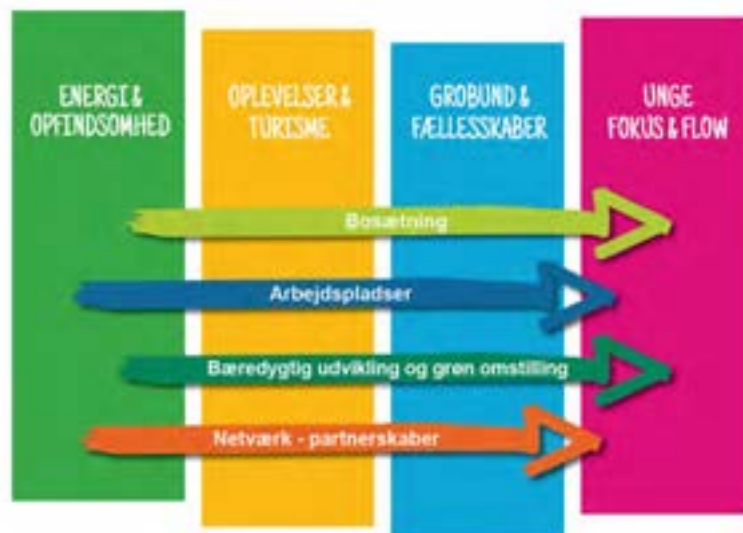 ENERGI &
OPFINDSOMHED
OPLEVELSER &
TURISME
GROBUND &
FÆLLESSKABER
UNGE
FOKUS & FLOW
Bosætning
Arbejdspladser
Bæredygtig udvikling og grøn omstilling
Netværk - partnerskaber